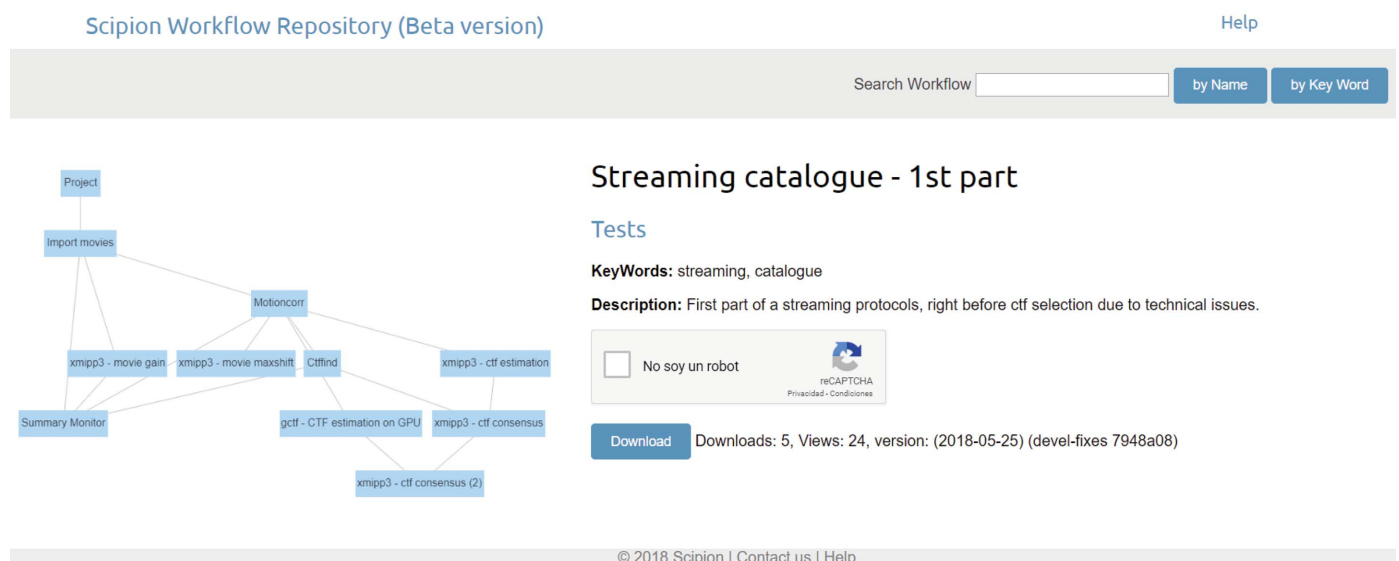 Scipion Workflow Repository (Beta version)
Help
Search Workflow
by Name
by Key Word
Project
Import movies
Motioncorr
xmipp3 - movie gain
xmipp3 - movie maxshift
Ctffind
xmipp3 - ctf estimation
Summary Monitor
gctf - CTF estimation on GPU
xmipp3 - ctf consensus
xmipp3 - ctf consensus (2)
Streaming catalogue - 1st part
Tests
KeyWords: streaming, catalogue
Description: First part of a streaming protocols, right before ctf selection due to technical issues.
No soy un robot
reCAPTCHA
Privacidad - Condiciones
Download
Downloads: 5, Views: 24, version: (2018-05-25) (devel-fixes 7948a08)
© 2018 Scipion | Contact us | Help